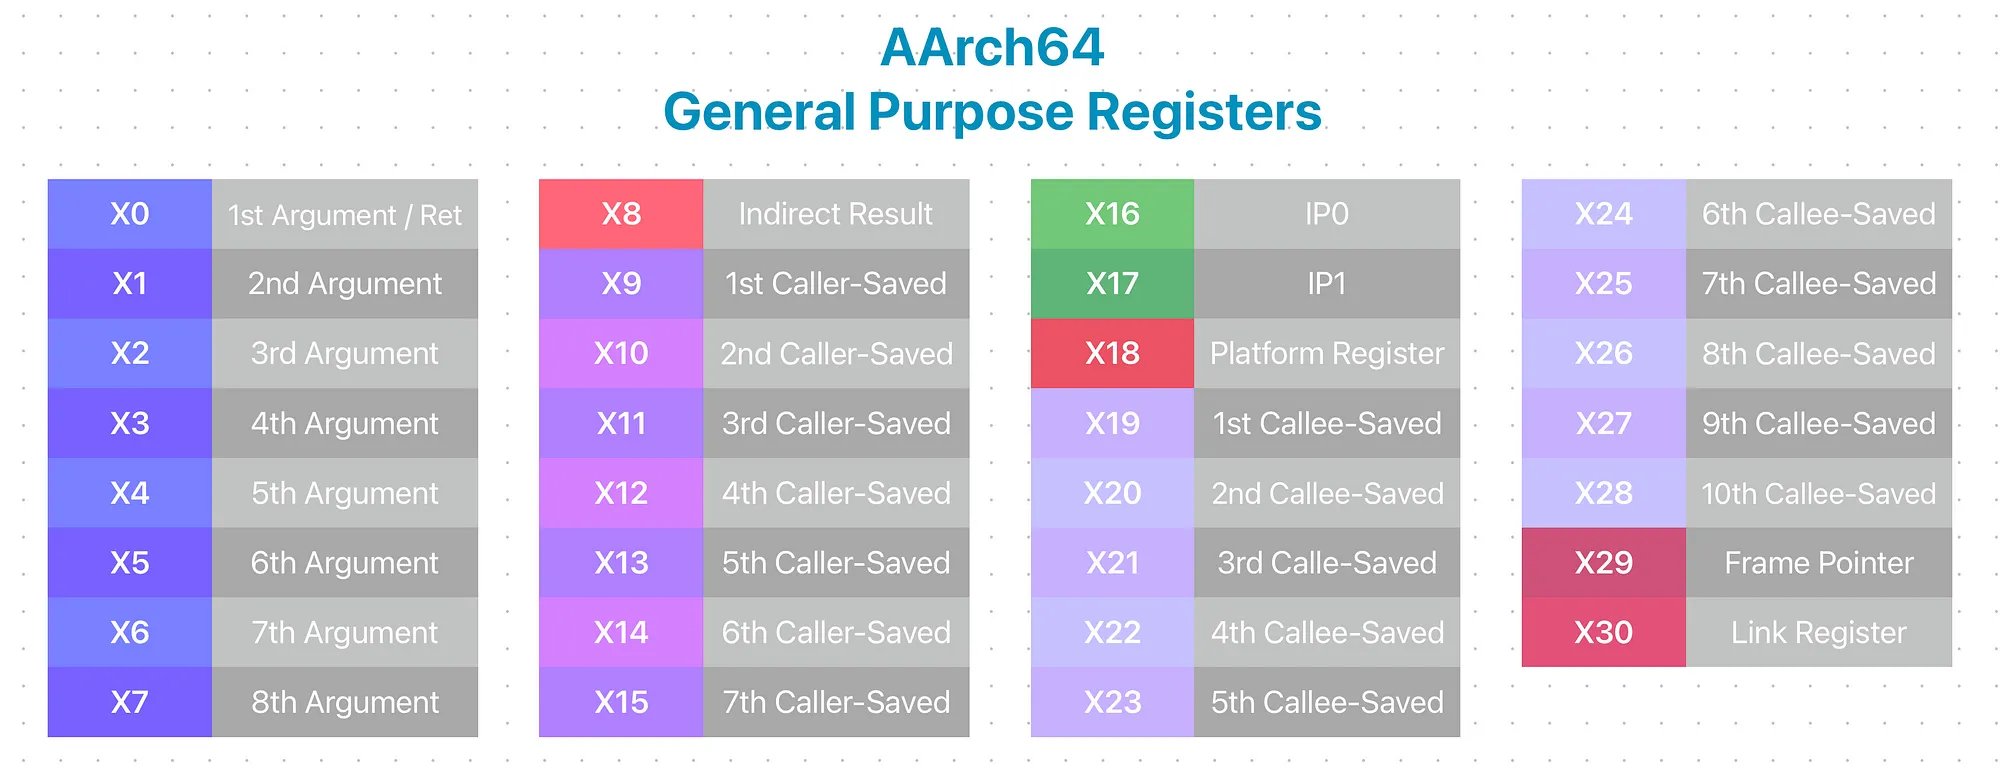 AArch64
General Purpose Registers
X0 1st Argument / Ret
X1 2nd Argument
X2 3rd Argument
X3 4th Argument
X4 5th Argument
X5 6th Argument
X6 7th Argument
X7 8th Argument
X8 Indirect Result
X9 1st Caller-Saved
X10 2nd Caller-Saved
X11 3rd Caller-Saved
X12 4th Caller-Saved
X13 5th Caller-Saved
X14 6th Caller-Saved
X15 7th Caller-Saved
X16 IP0
X17 IP1
X18 Platform Register
X19 1st Callee-Saved
X20 2nd Callee-Saved
X21 3rd Calle-Saved
X22 4th Callee-Saved
X23 5th Callee-Saved
X24 6th Callee-Saved
X25 7th Callee-Saved
X26 8th Callee-Saved
X27 9th Callee-Saved
X28 10th Callee-Saved
X29 Frame Pointer
X30 Link Register